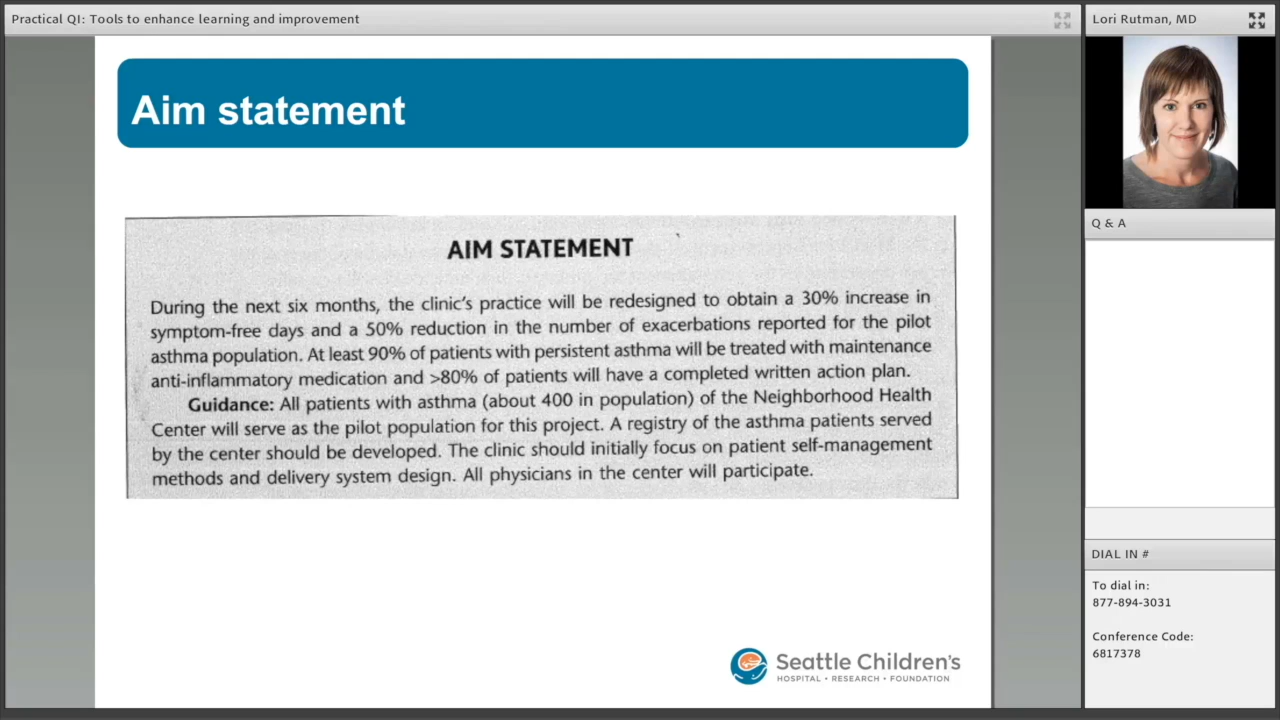 Practical QI: Tools to enhance learning and improvement
Lori Rutman, MD
Aim statement
AIM STATEMENT
During the next six months, the clinic's practice will be redesigned to obtain a 30% increase in
symptom-free days and a 50% reduction in the number of exacerbations reported for the pilot
asthma population. At least 90% of patients with persistent asthma will be treated with maintenance
anti-inflammatory medication and >80% of patients will have a completed written action plan.
Guidance: All patients with asthma (about 400 in population) of the Neighborhood Health
Center will serve as the pilot population for this project. A registry of the asthma patients served
by the center should be developed. The clinic should initially focus on patient self-management
methods and delivery system design. All physicians in the center will participate.
Seattle Children's
HOSPITAL • RESEARCH • FOUNDATION
Q & A
DIAL IN #
To dial in:
877-894-3031
Conference Code:
6817378